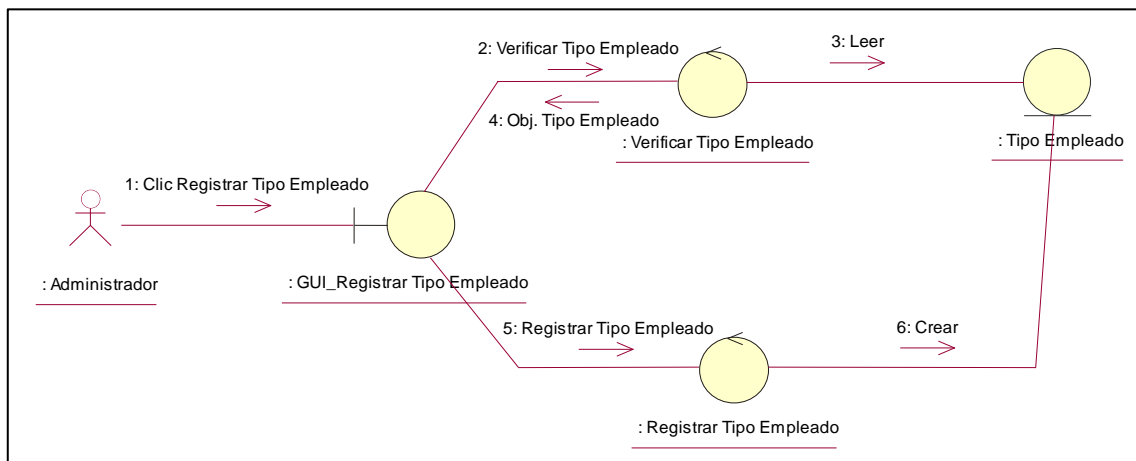 2: Verificar Tipo Empleado
3: Leer
4: Obj. Tipo Empleado
: Verificar Tipo Empleado
: Tipo Empleado
1: Clic Registrar Tipo Empleado
: Administrador
: GUI_Registrar Tipo Empleado
5: Registrar Tipo Empleado
6: Crear
: Registrar Tipo Empleado